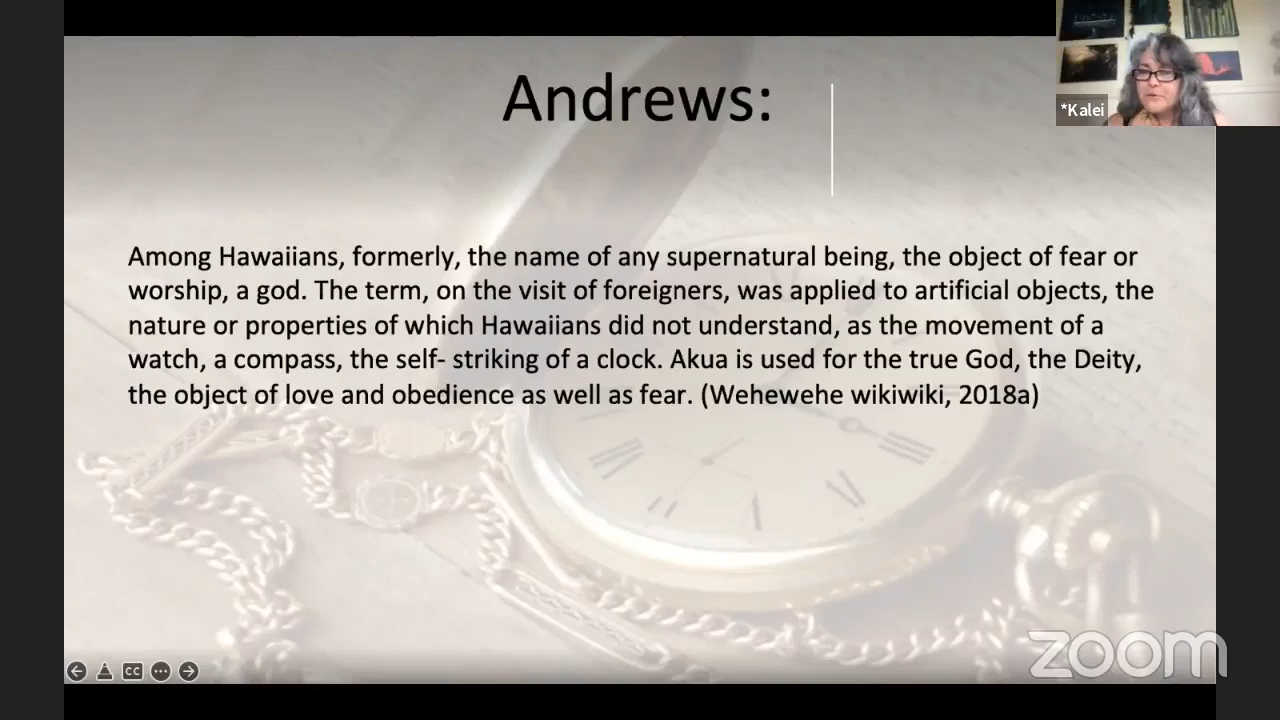 Andrews:
*Kalei
Among Hawaiians, formerly, the name of any supernatural being, the object of fear or
worship, a god. The term, on the visit of foreigners, was applied to artificial objects, the
nature or properties of which Hawaiians did not understand, as the movement of a
watch, a compass, the self- striking of a clock. Akua is used for the true God, the Deity,
the object of love and obedience as well as fear. (Wehewehe wikiwiki, 2018a)
CC
zoom